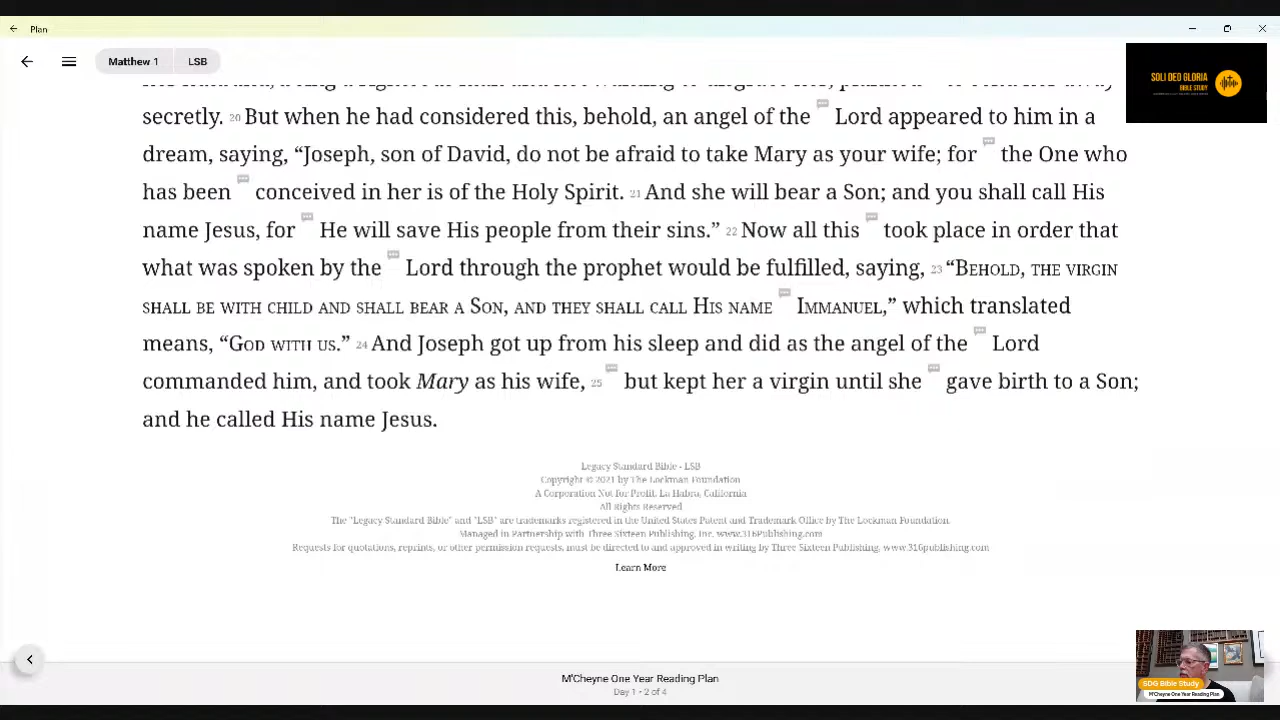 Plan
Matthew 1 LSB
SOLI DEO GLORIA
BIBLE STUDY
secretly. 20 But when he had considered this, behold, an angel of the Lord appeared to him in a
dream, saying, “Joseph, son of David, do not be afraid to take Mary as your wife; for the One who
has been conceived in her is of the Holy Spirit. 21 And she will bear a Son; and you shall call His
name Jesus, for He will save His people from their sins.” 22 Now all this took place in order that
what was spoken by the Lord through the prophet would be fulfilled, saying, 23 “BEHOLD, THE VIRGIN
SHALL BE WITH CHILD AND SHALL BEAR A SON, AND THEY SHALL CALL HIS NAME IMMANUEL,” which translated
means, “GOD WITH US.” 24 And Joseph got up from his sleep and did as the angel of the Lord
commanded him, and took Mary as his wife, 25 but kept her a virgin until she gave birth to a Son;
and he called His name Jesus.
Legacy Standard Bible - LSB
Copyright © 2021 by The Lockman Foundation
A Corporation Not for Profit, La Habra, California
All Rights Reserved
The "Legacy Standard Bible" and "LSB" are trademarks registered in the United States Patent and Trademark Office by The Lockman Foundation.
Managed in Partnership with Three Sixteen Publishing, Inc. www.316Publishing.com
Requests for quotations, reprints, or other permission requests, must be directed to and approved in writing by Three Sixteen Publishing, www.316publishing.com
Learn More
M'Cheyne One Year Reading Plan
Day 1 • 2 of 4
SDG Bible Study
M'Cheyne One Year Reading Plan